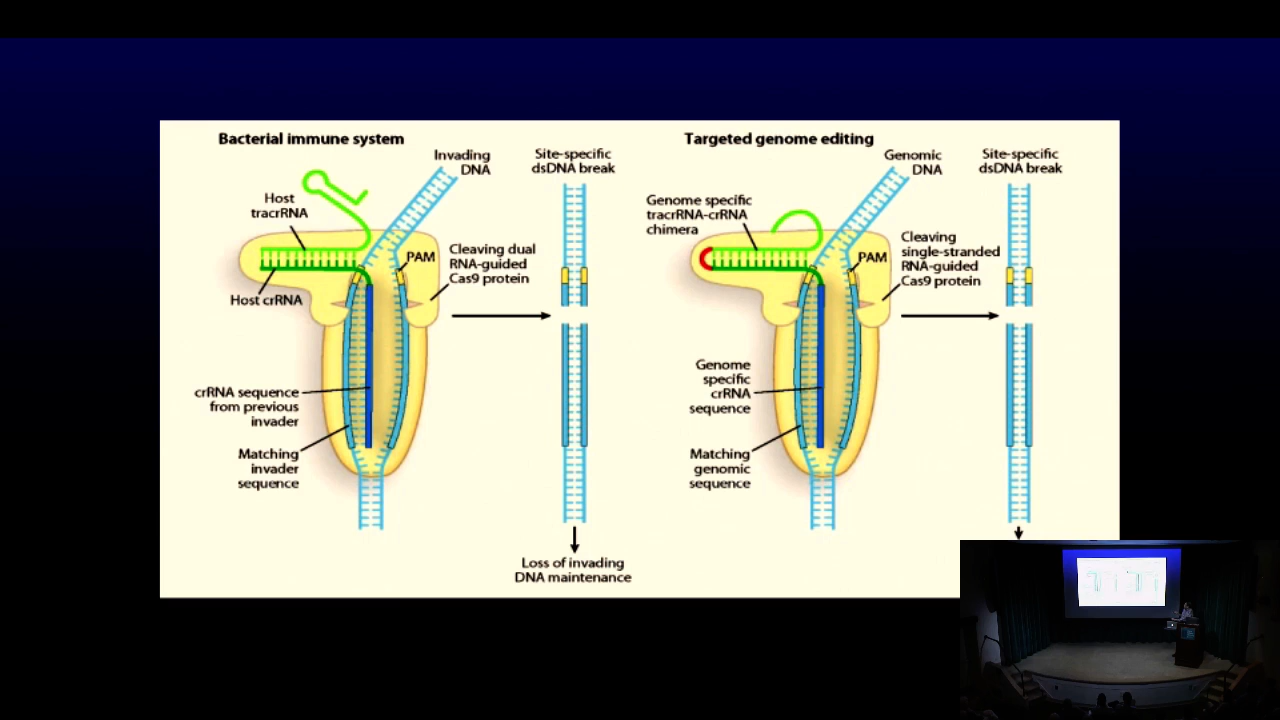 Bacterial immune system
Invading
DNA
Site-specific
dsDNA break
Host
tracrRNA
PAM
Cleaving dual
RNA-guided
Cas9 protein
Host crRNA
crRNA sequence
from previous
invader
Matching
invader
sequence
Loss of invading
DNA maintenance
Targeted genome editing
Genomic
DNA
Site-specific
dsDNA break
Genome specific
tracrRNA-crRNA
chimera
PAM
Cleaving
single-stranded
RNA-guided
Cas9 protein
Genome
specific
crRNA
sequence
Matching
genomic
sequence